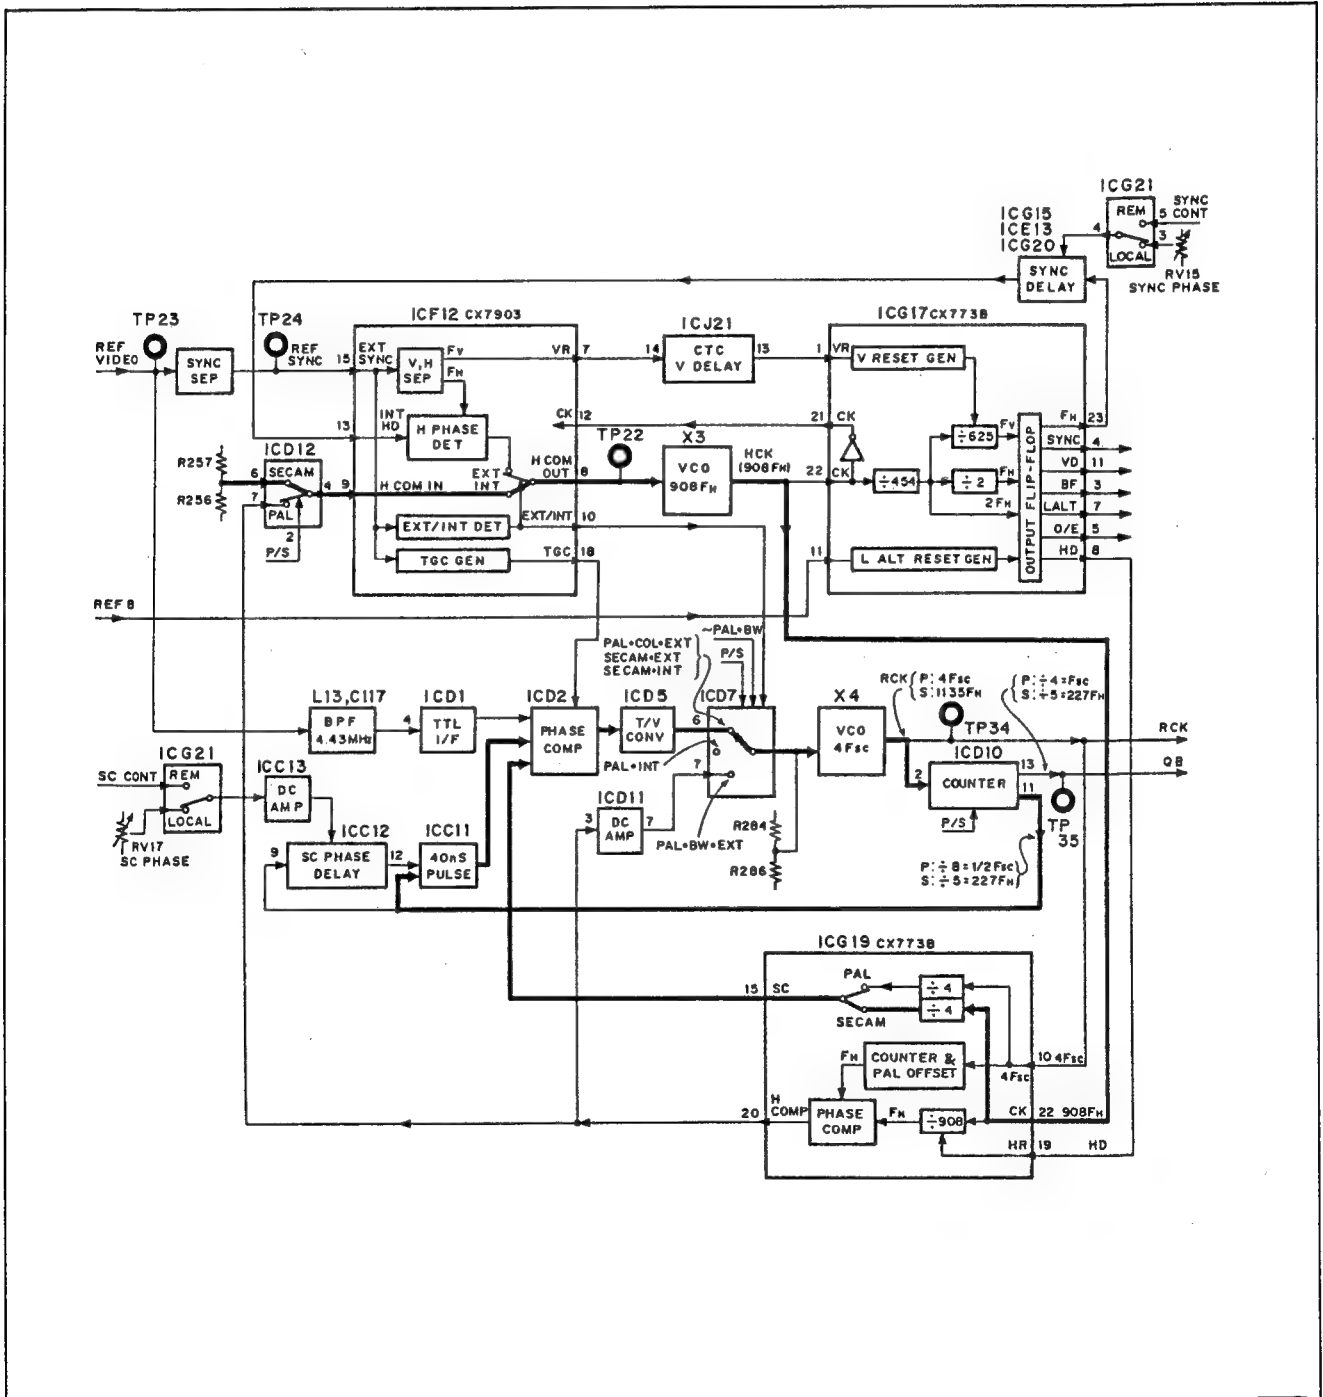 ICG21
REM
5
SYNC
CONT
4
3
LOCAL
RV15
SYNC PHASE
ICG15
ICE13
ICG20
SYNC
DELAY
TP23
REF
VIDEO
SYNC
SEP
TP24
REF
SYNC
15
ICF12 CX7903
EXT
SYNC
V,H
SEP
FV
FH
VR 7
INT
HD
13
H PHASE
DET
CK 12
EXT
INT
H COM
OUT
8
9
H COM IN
EXT/INT DET
EXT/INT 10
TGC GEN
TGC 18
ICD12
R257
R256
6
SECAM
4
7
PAL
2
P/S
ICJ21
14
CTC
V DELAY
13
TP22
X3
VCO
908FH
HCK
(908FH)
ICG17 CX773B
1
VR
V RESET GEN
21
CK
22
CK
÷454
÷625
FV
÷2
FH
2FH
11
L ALT RESET GEN
OUTPUT FLIP-FLOP
FH 23
SYNC 4
VD 11
BF 3
LALT 7
O/E 5
HD 8
REF8
PAL•COL•EXT
SECAM•EXT
SECAM•INT
~PAL•BW
P/S
L13,C117
BPF
4.43MHz
4
ICD1
TTL
I/F
ICD2
PHASE
COMP
ICD5
T/V
CONV
6
ICD7
PAL•INT
7
PAL•BW•EXT
X4
VCO
4Fsc
RCK
P: 4Fsc
S: 1135FH
P: ÷4=Fsc
S: ÷5=227FH
TP34
RCK
QB
ICD10
2
COUNTER
13
11
P/S
TP
35
P: ÷8=1/2Fsc
S: ÷5=227FH
ICG21
SC CONT
REM
LOCAL
RV17
SC PHASE
ICC13
DC
AMP
ICC12
9
SC PHASE
DELAY
12
ICC11
40nS
PULSE
ICD11
3
DC
AMP
7
R284
R286
ICG19 CX773B
15
SC
PAL
SECAM
÷4
÷4
FH
COUNTER &
PAL OFFSET
4Fsc
10 4Fsc
20
H
COMP
PHASE
COMP
FH
÷908
CK
22 908FH
HR
19
HD